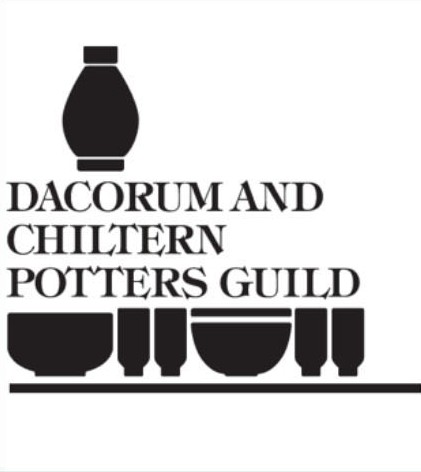 DACORUM AND
CHILTERN
POTTERS GUILD